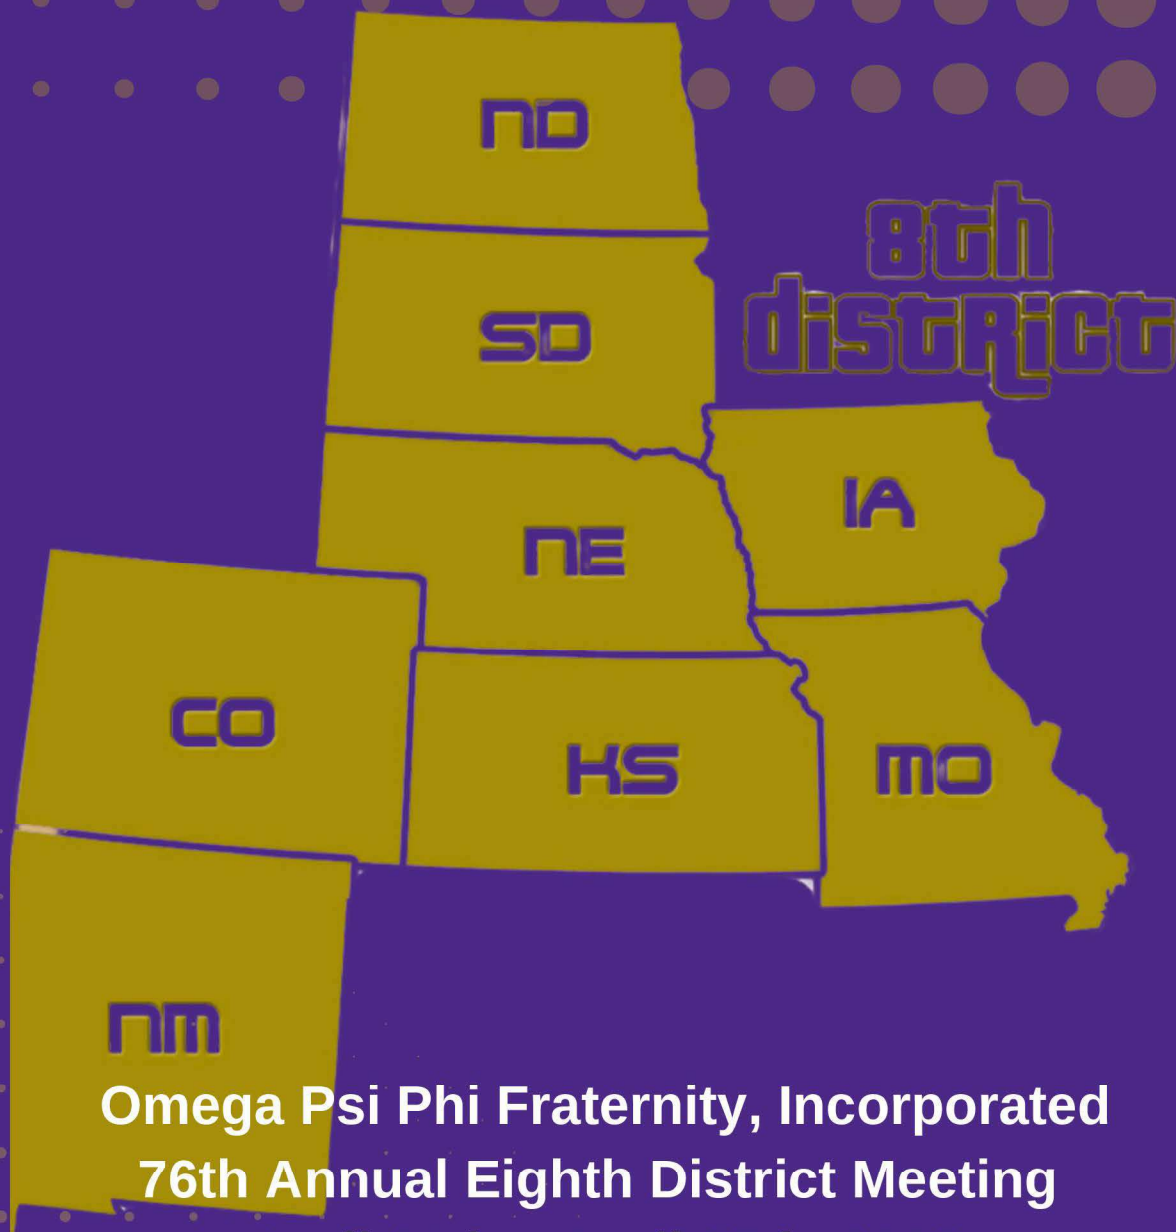 ND
8th
district
SD
IA
NE
CO
KS
MO
NM
Omega Psi Phi Fraternity, Incorporated
76th Annual Eighth District Meeting